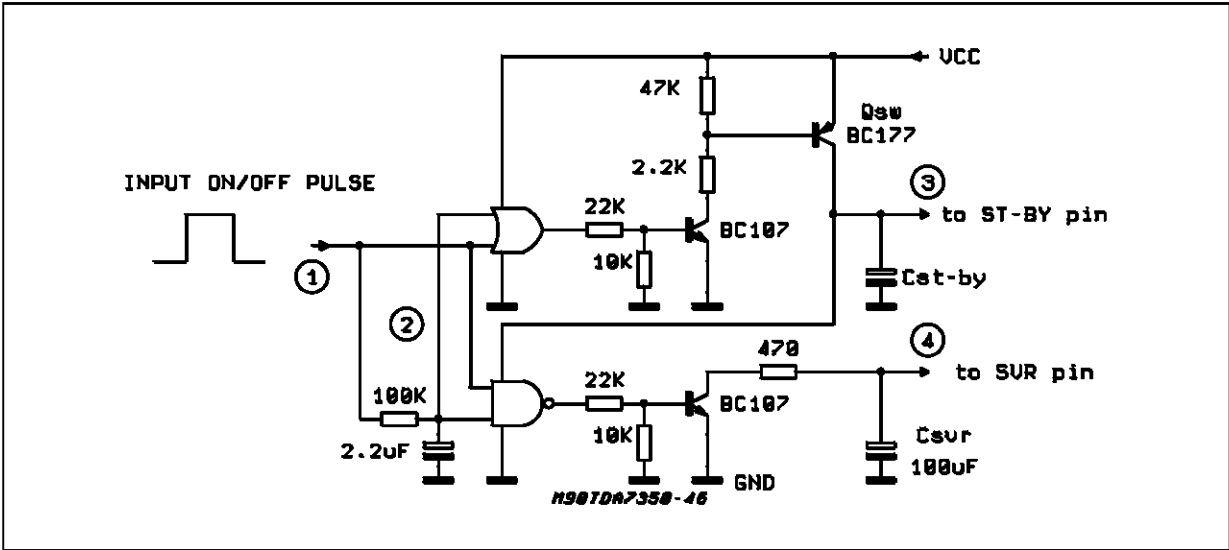 VCC
47K
Qsw
BC177
2.2K
INPUT ON/OFF PULSE
3
22K
to ST-BY pin
BC107
10K
1
Cst-by
2
470
4
22K
to SVR pin
100K
BC107
10K
Csvr
2.2uF
100uF
GND
M90TDA7350-46